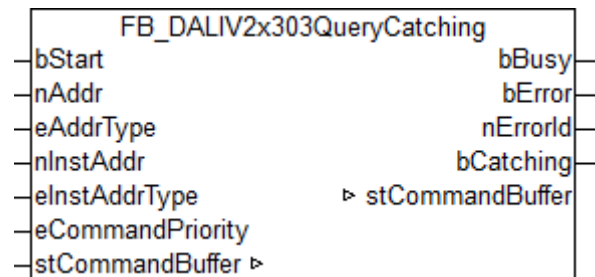 FB_DALIV2x303QueryCatching
bStart bBusy
nAddr bError
eAddrType nErrorId
nInstAddr bCatching
eInstAddrType ▹ stCommandBuffer
eCommandPriority
stCommandBuffer ▹